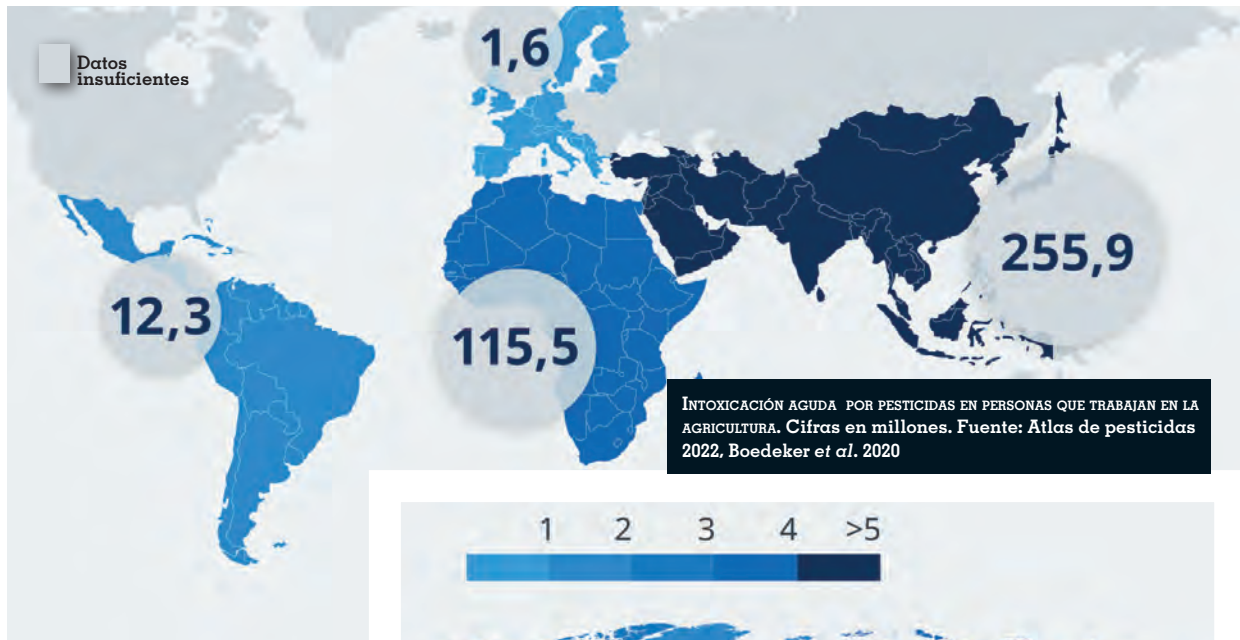 Datos
insuficientes
1,6
12,3
115,5
255,9
INTOXICACIÓN AGUDA POR PESTICIDAS EN PERSONAS QUE TRABAJAN EN LA
AGRICULTURA. Cifras en millones. Fuente: Atlas de pesticidas
2022, Boedeker et al. 2020
1 2 3 4 >5